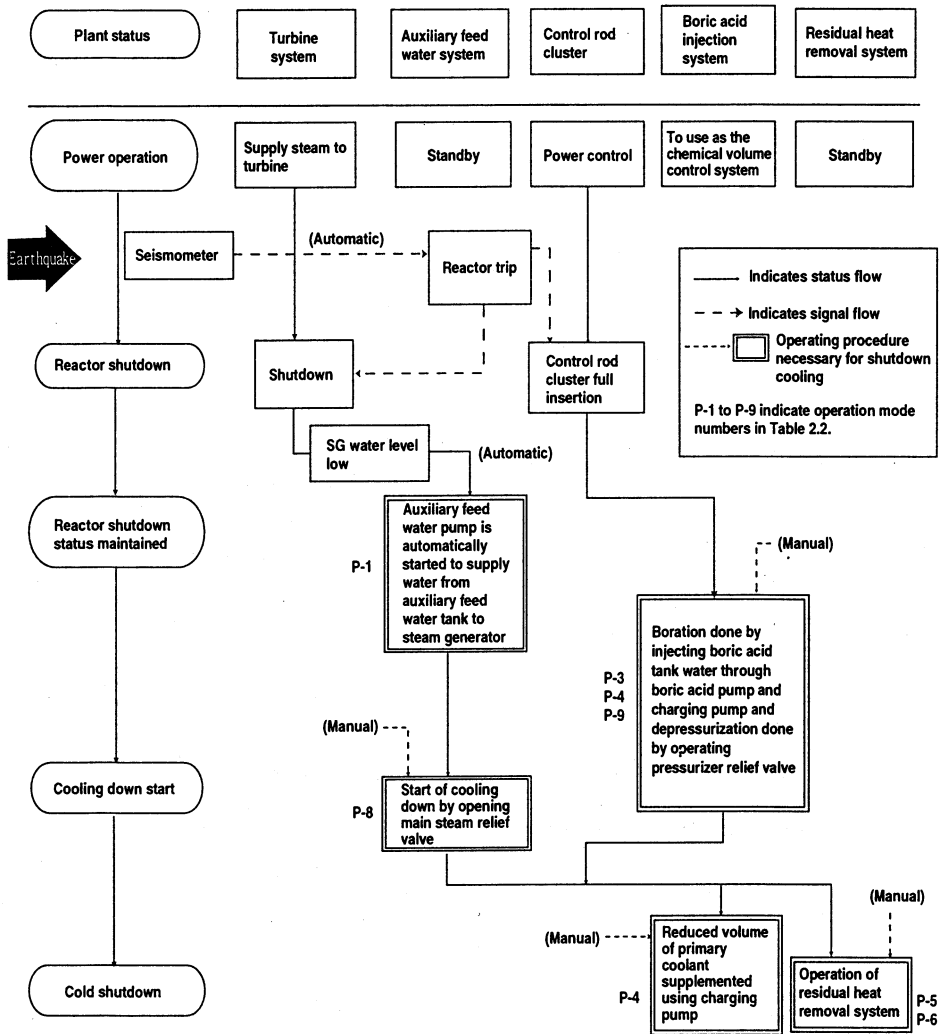 Plant status
Turbine
system
Auxiliary feed
water system
Control rod
cluster
Boric acid
injection
system
Residual heat
removal system
Power operation
Supply steam to
turbine
Standby
Power control
To use as the
chemical volume
control system
Standby
Earthquake
Seismometer
(Automatic)
Reactor trip
Indicates status flow
Indicates signal flow
Operating procedure
necessary for shutdown
cooling
P-1 to P-9 indicate operation mode
numbers in Table 2.2.
Reactor shutdown
Shutdown
Control rod
cluster full
insertion
SG water level
low
(Automatic)
Reactor shutdown
status maintained
P-1
Auxiliary feed
water pump is
automatically
started to supply
water from
auxiliary feed
water tank to
steam generator
(Manual)
P-3
P-4
P-9
Boration done by
injecting boric acid
tank water through
boric acid pump and
charging pump and
depressurization done
by operating
pressurizer relief valve
(Manual)
Cooling down start
P-8
Start of cooling
down by opening
main steam relief
valve
(Manual)
(Manual)
P-4
Reduced volume
of primary
coolant
supplemented
using charging
pump
Operation of
residual heat
removal system
P-5
P-6
Cold shutdown